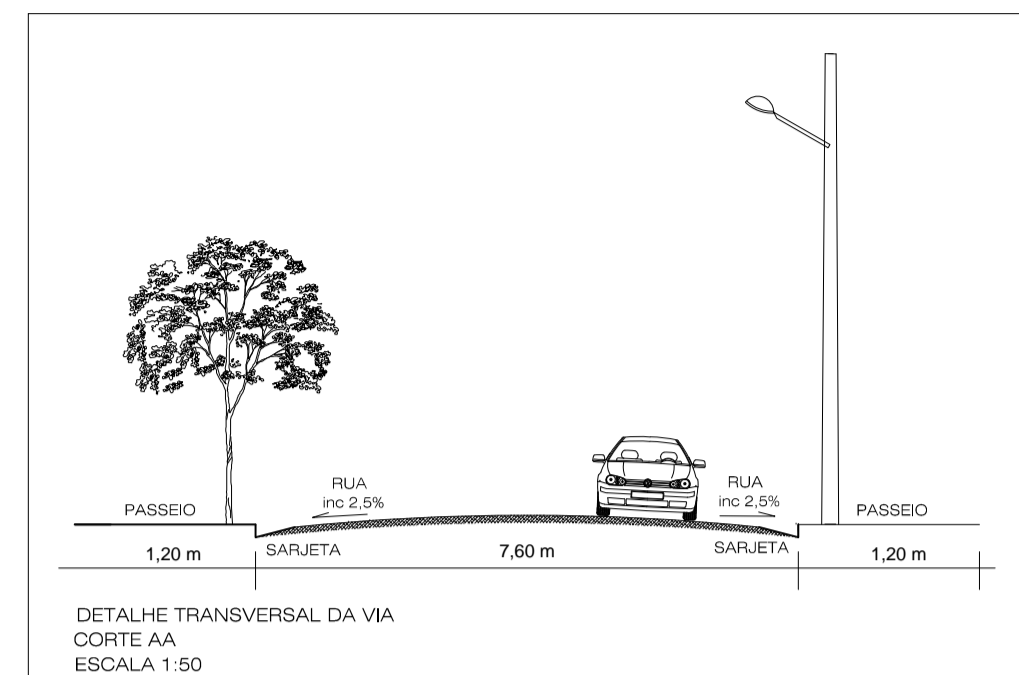 RUA
inc 2,5%
RUA
inc 2,5%
PASSEIO
PASSEIO
1,20 m
SARJETA
7,60 m
SARJETA
1,20 m
DETALHE TRANSVERSAL DA VIA
CORTE AA
ESCALA 1:50